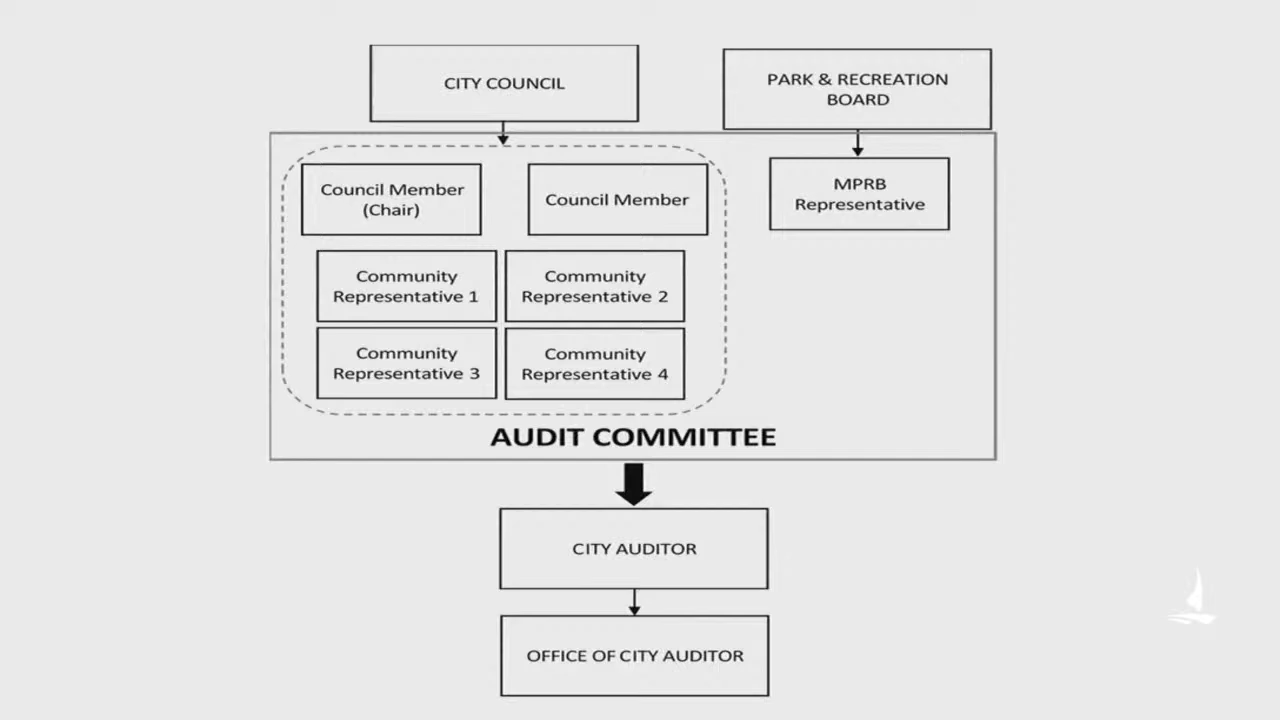 CITY COUNCIL
PARK & RECREATION
BOARD
Council Member
(Chair)
Council Member
MPRB
Representative
Community
Representative 1
Community
Representative 2
Community
Representative 3
Community
Representative 4
AUDIT COMMITTEE
CITY AUDITOR
OFFICE OF CITY AUDITOR